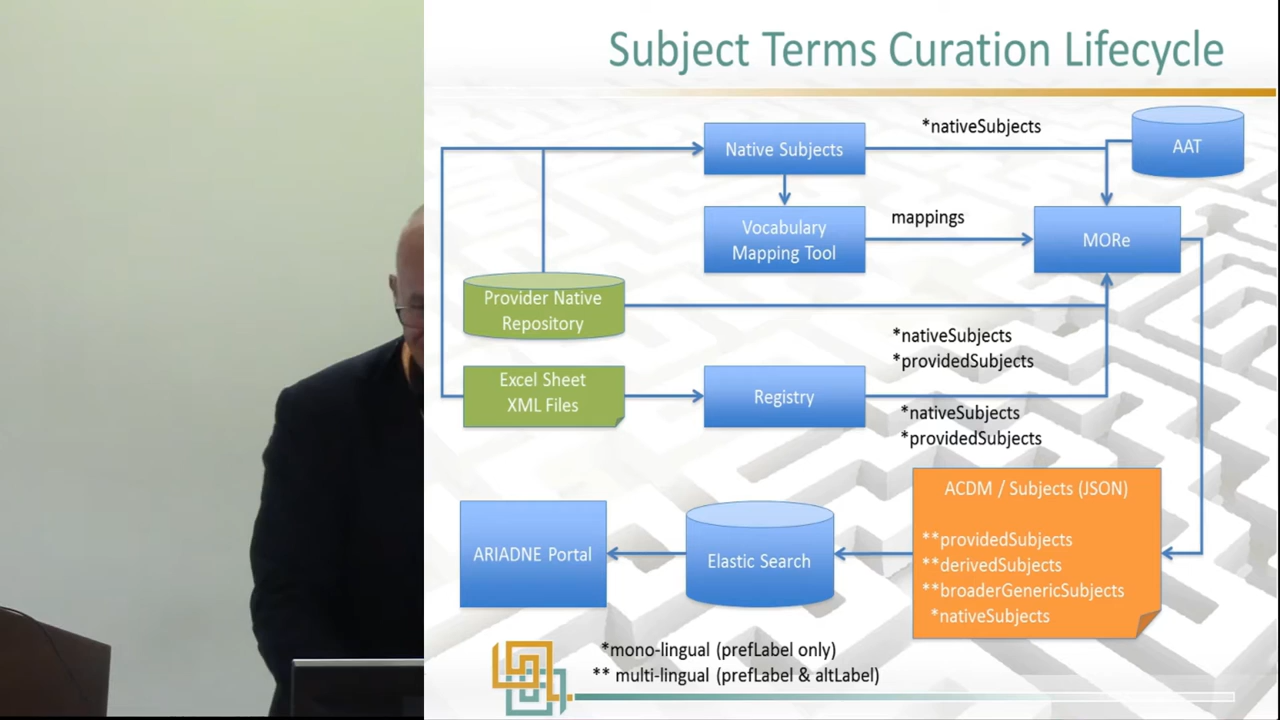 Subject Terms Curation Lifecycle
*nativeSubjects
AAT
Native Subjects
Vocabulary
Mapping Tool
mappings
MORe
Provider Native
Repository
*nativeSubjects
*providedSubjects
Excel Sheet
XML Files
Registry
*nativeSubjects
*providedSubjects
ACDM / Subjects (JSON)
**providedSubjects
**derivedSubjects
**broaderGenericSubjects
*nativeSubjects
ARIADNE Portal
Elastic Search
*mono-lingual (prefLabel only)
** multi-lingual (prefLabel & altLabel)